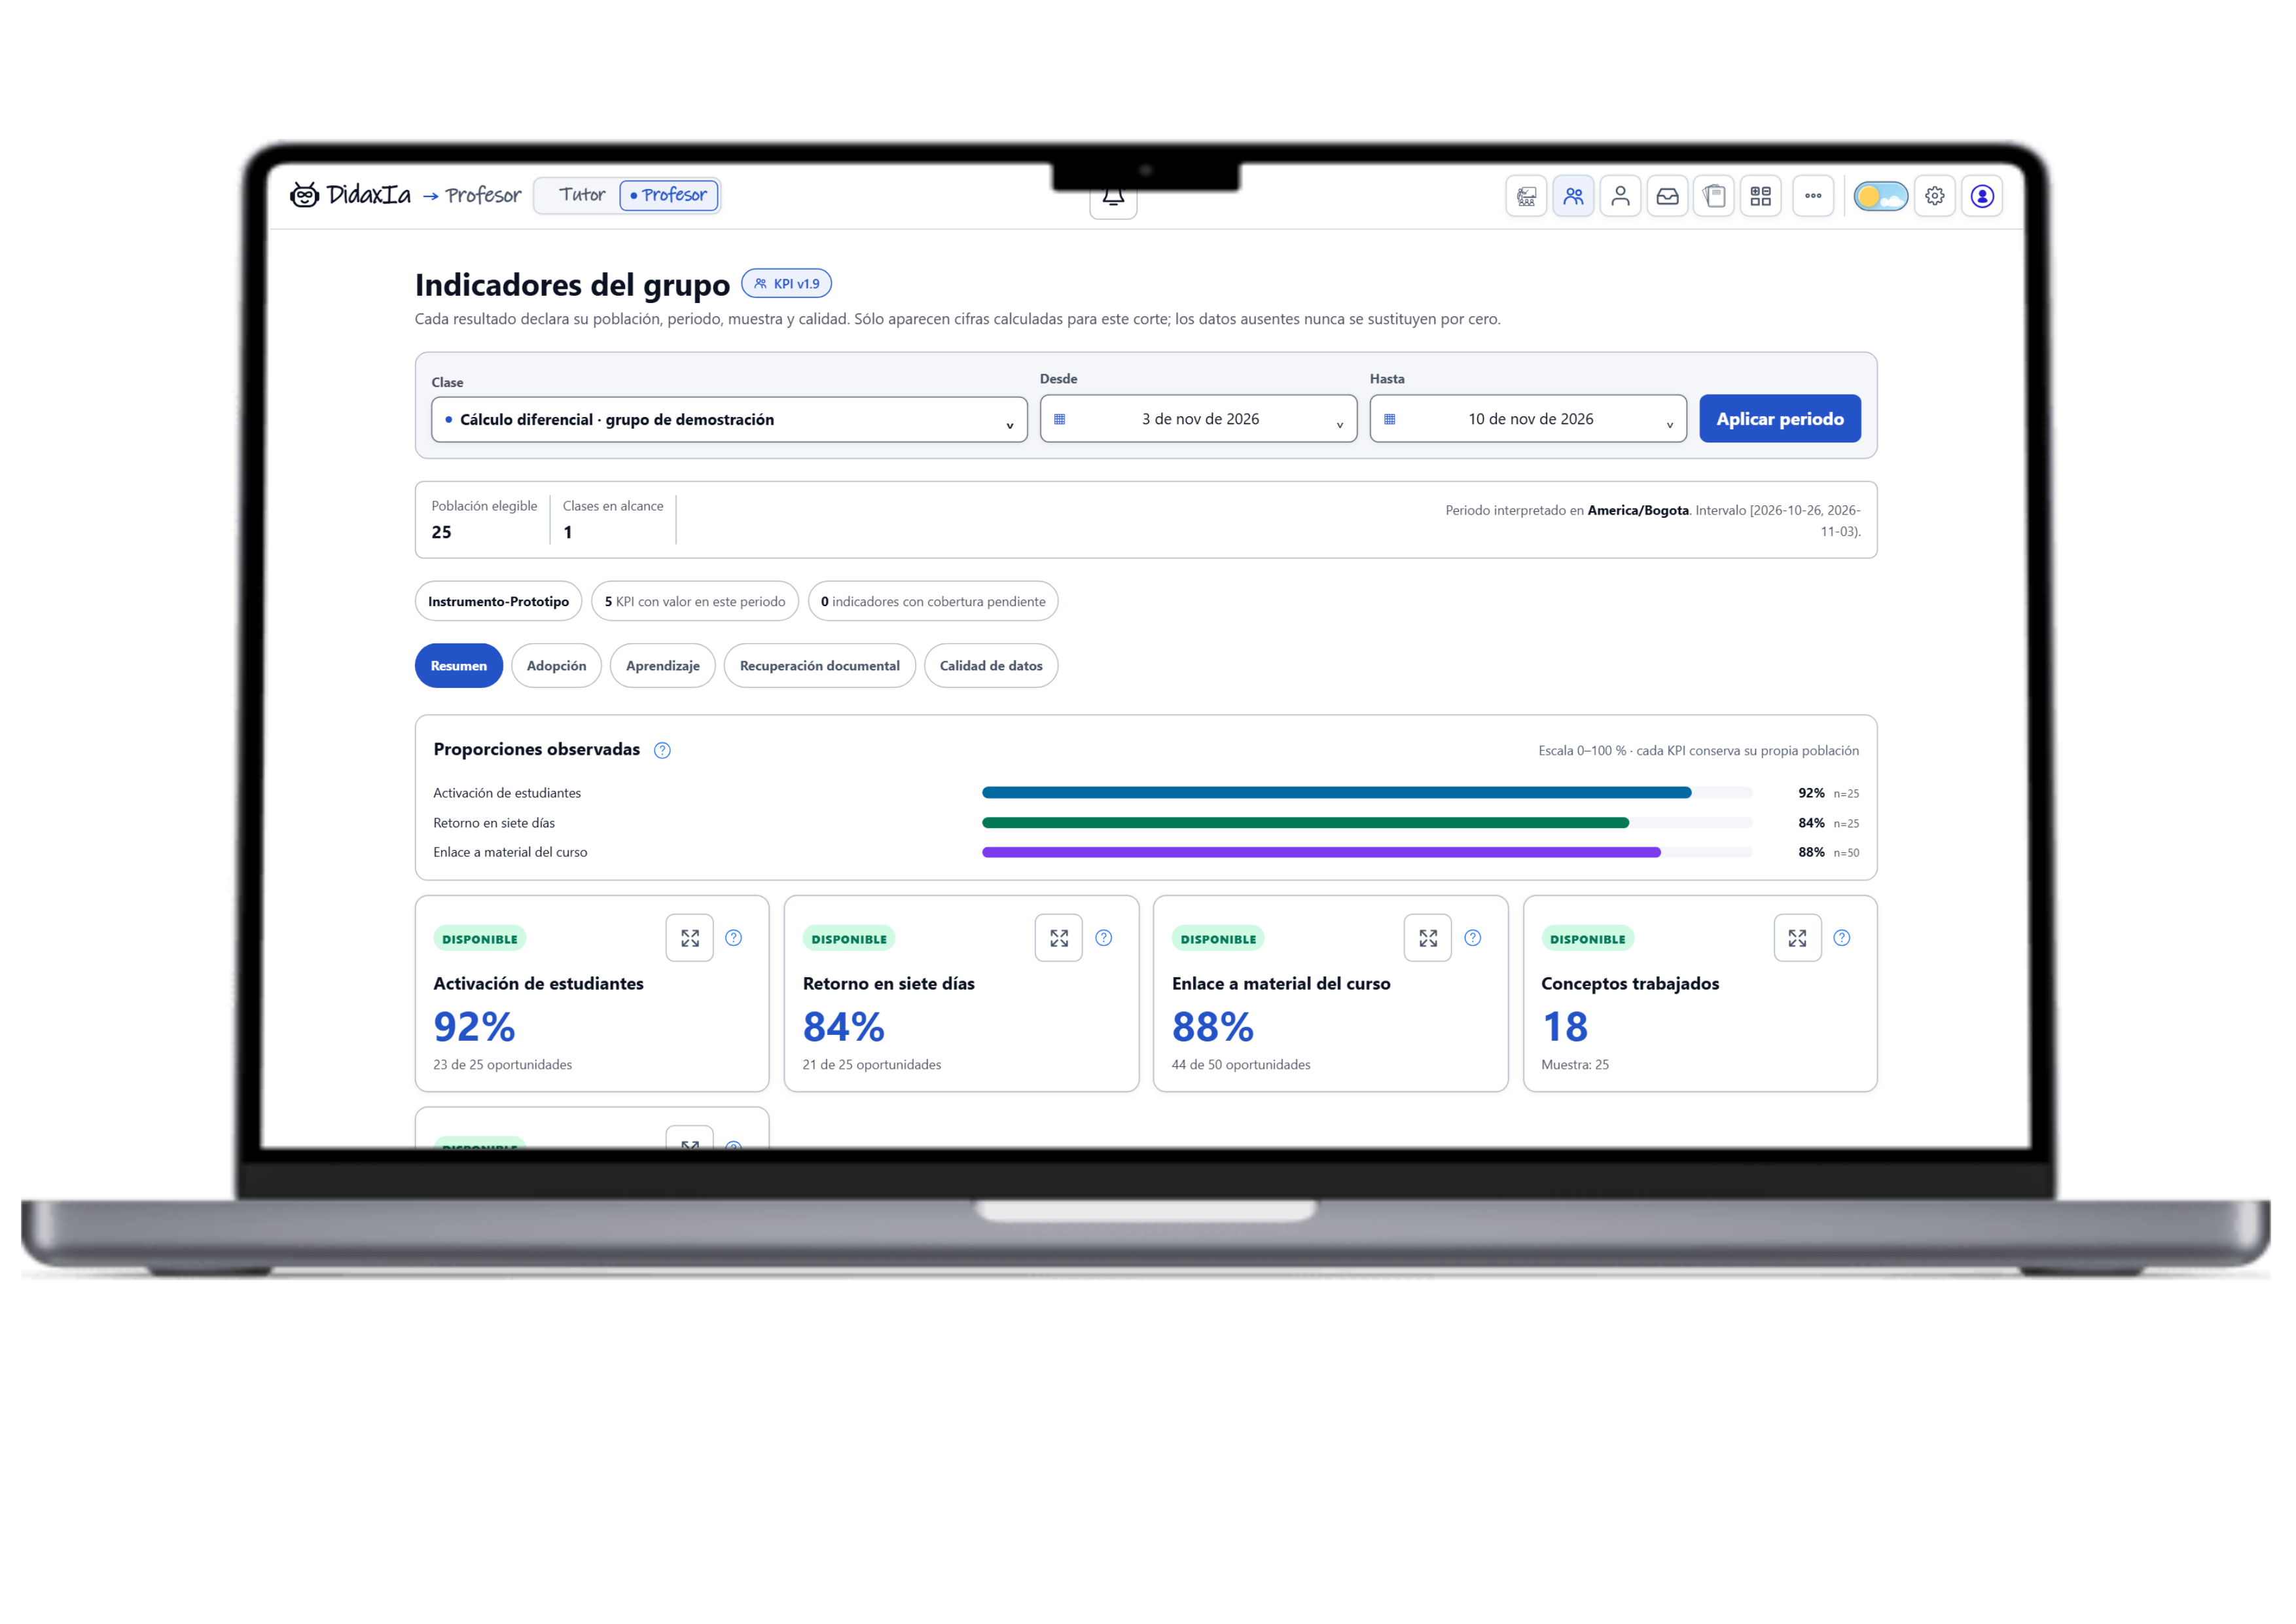 DidaxIa → Profesor Tutor • Profesor
Indicadores del grupo KPI v1.9
Cada resultado declara su población, periodo, muestra y calidad. Sólo aparecen cifras calculadas para este corte; los datos ausentes nunca se sustituyen por cero.
Clase Desde Hasta
• Cálculo diferencial · grupo de demostración 3 de nov de 2026 10 de nov de 2026 Aplicar periodo
Población elegible Clases en alcance
25 1
Periodo interpretado en America/Bogota. Intervalo [2026-10-26, 2026-
11-03).
Instrumento-Prototipo 5 KPI con valor en este periodo 0 indicadores con cobertura pendiente
Resumen Adopción Aprendizaje Recuperación documental Calidad de datos
Proporciones observadas ? Escala 0–100 % · cada KPI conserva su propia población
Activación de estudiantes 92% n=25
Retorno en siete días 84% n=25
Enlace a material del curso 88% n=50
DISPONIBLE ? DISPONIBLE ? DISPONIBLE ? DISPONIBLE ?
Activación de estudiantes Retorno en siete días Enlace a material del curso Conceptos trabajados
92% 84% 88% 18
23 de 25 oportunidades 21 de 25 oportunidades 44 de 50 oportunidades Muestra: 25
DISPONIBLE ?